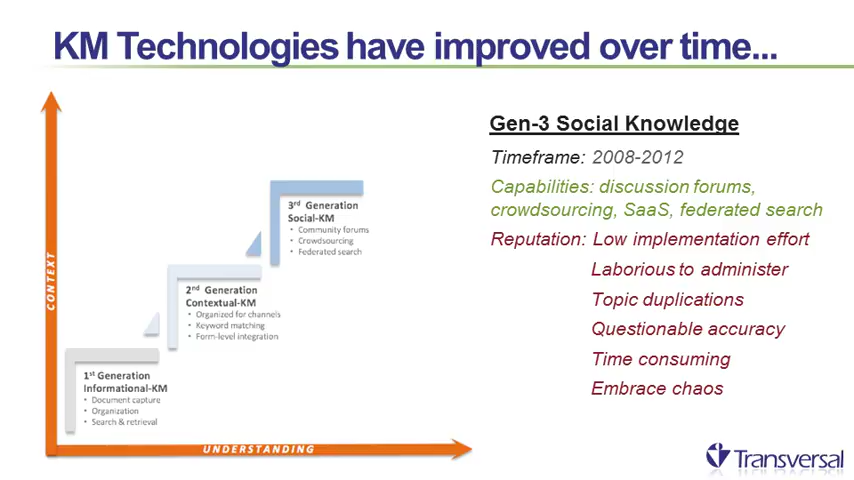 KM Technologies have improved over time...
CONTEXT
3rd Generation
Social-KM
• Community forums
• Crowdsourcing
• Federated search
2nd Generation
Contextual-KM
• Organized for channels
• Keyword matching
• Form-level integration
1st Generation
Informational-KM
• Document capture
• Organization
• Search & retrieval
UNDERSTANDING
Gen-3 Social Knowledge
Timeframe: 2008-2012
Capabilities: discussion forums,
crowdsourcing, SaaS, federated search
Reputation: Low implementation effort
Laborious to administer
Topic duplications
Questionable accuracy
Time consuming
Embrace chaos
Transversal